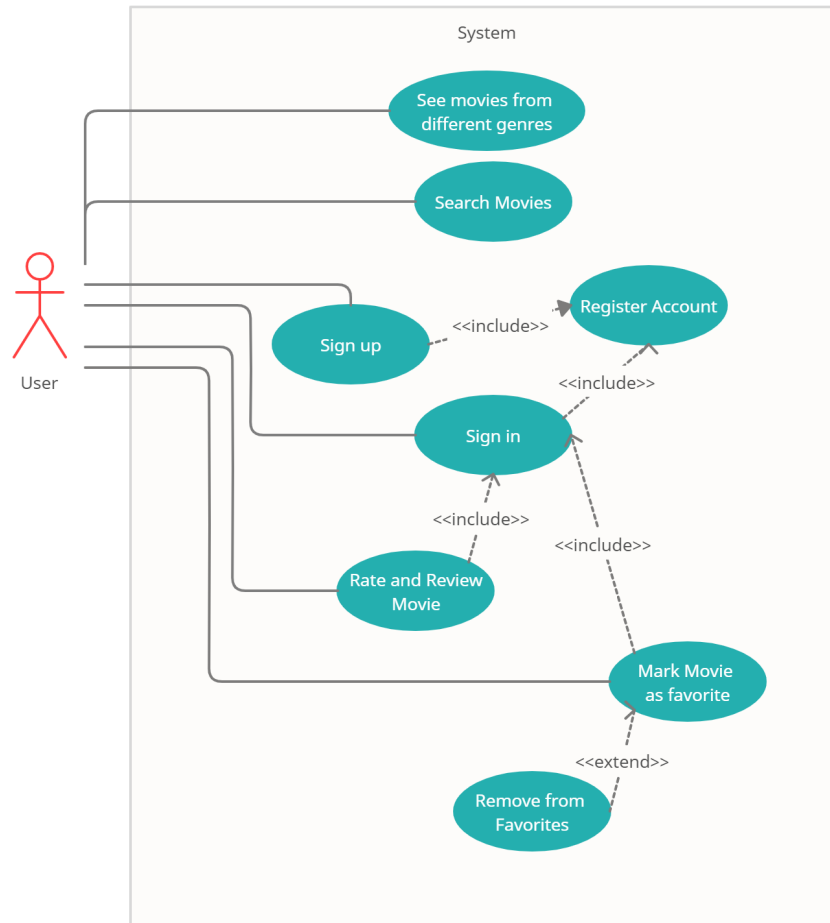 System
See movies from
different genres
Search Movies
Register Account
<<include>>
Sign up
User
<<include>>
Sign in
<<include>>
<<include>>
Rate and Review
Movie
Mark Movie
as favorite
<<extend>>
Remove from
Favorites